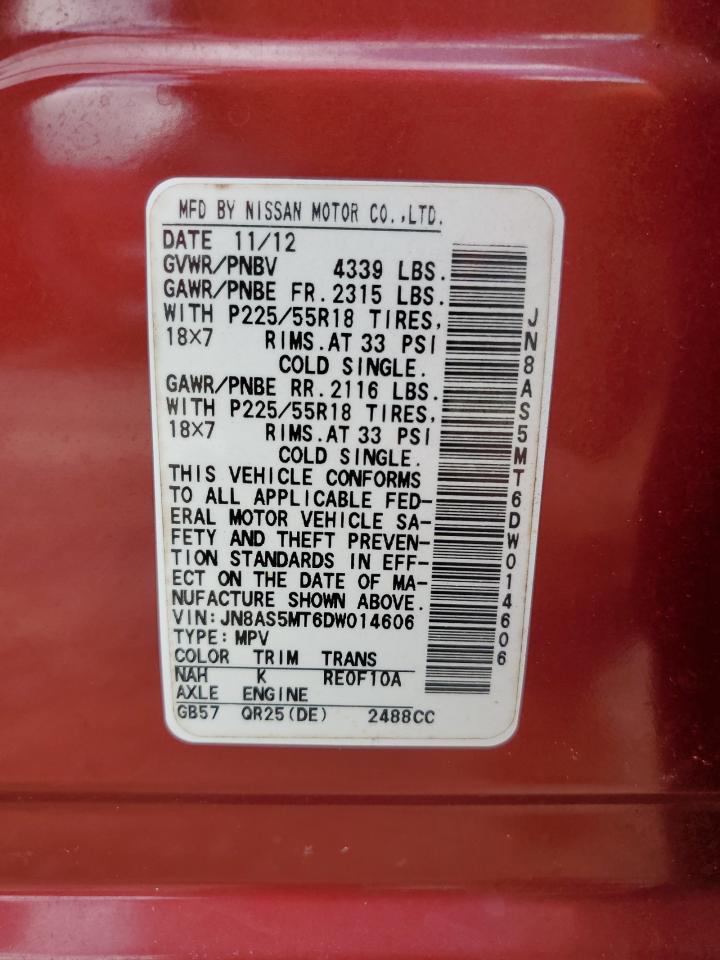 MFD BY NISSAN MOTOR CO.,LTD.
DATE 11/12
GVWR/PNBV 4339 LBS.
GAWR/PNBE FR. 2315 LBS.
WITH P225/55R18 TIRES,
18X7 RIMS. AT 33 PSI
COLD SINGLE.
GAWR/PNBE RR. 2116 LBS.
WITH P225/55R18 TIRES,
18X7 RIMS. AT 33 PSI
COLD SINGLE.
THIS VEHICLE CONFORMS
TO ALL APPLICABLE FED-
ERAL MOTOR VEHICLE SA-
FETY AND THEFT PREVEN-
TION STANDARDS IN EFF-
ECT ON THE DATE OF MA-
NUFACTURE SHOWN ABOVE.
VIN: JN8AS5MT6DW014606
TYPE: MPV
COLOR TRIM TRANS
NAH K RE0F10A
AXLE ENGINE
GB57 QR25(DE) 2488CC
JN8AS5MT6DW014606